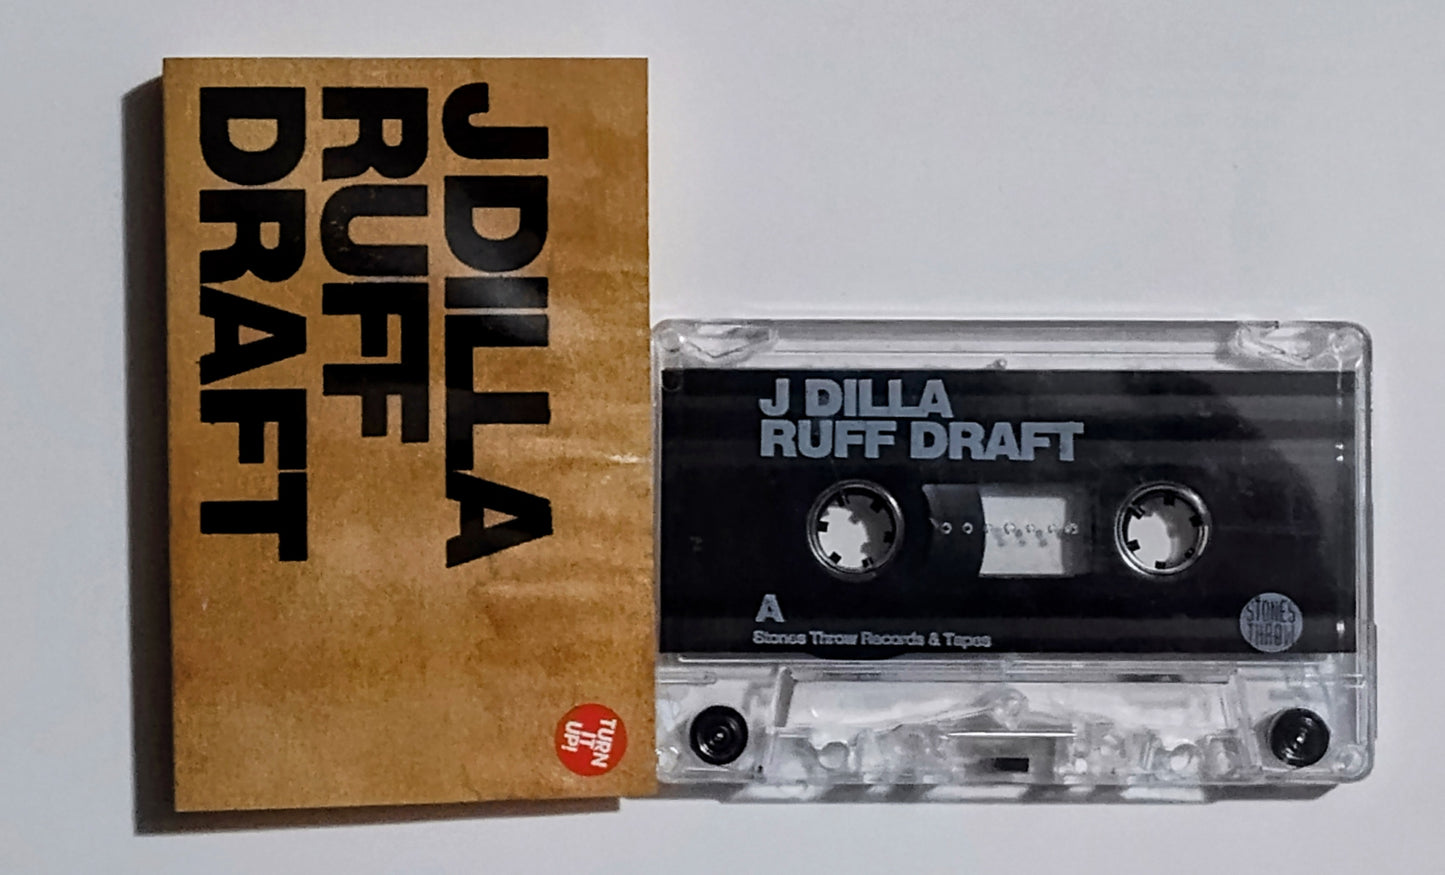 J DILLA
RUFF
DRAFT
TURN
IT
UP!
J DILLA
RUFF DRAFT
A
Stones Throw Records & Tapes
STONES
THROW